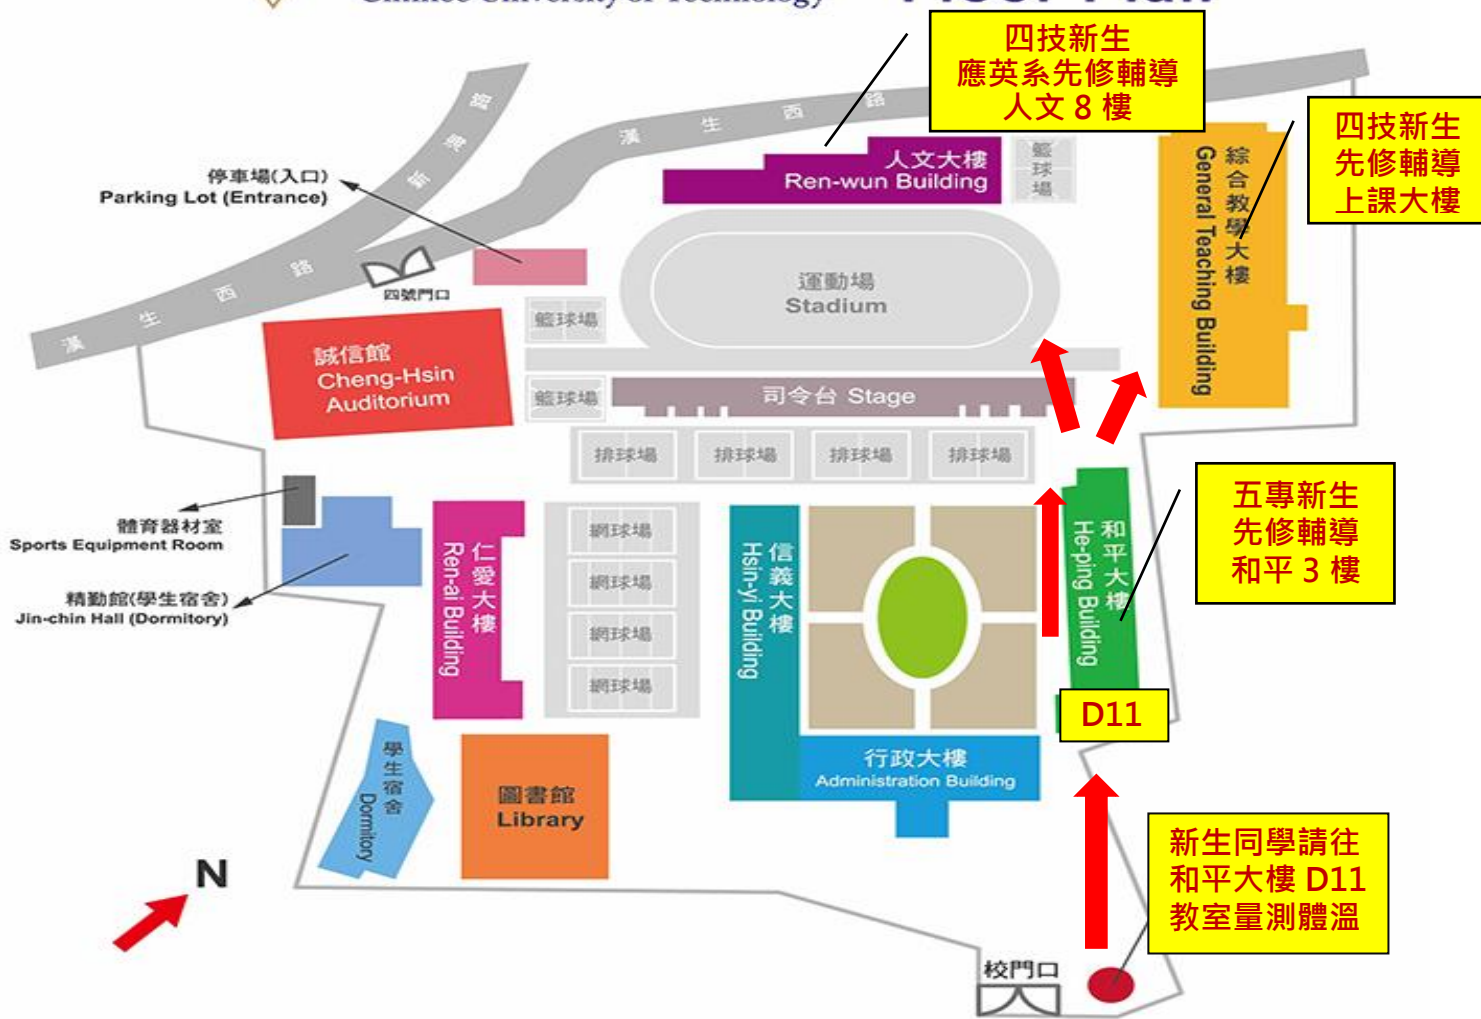 四技新生
應英系先修輔導
人文 8 樓
四技新生
先修輔導
上課大樓
新興路
漢生西路
停車場(入口)
Parking Lot (Entrance)
人文大樓
Ren-wun Building
籃球場
綜合教學大樓
General Teaching Building
運動場
Stadium
漢生西路
四號門口
籃球場
誠信館
Cheng-Hsin
Auditorium
籃球場
司令台 Stage
排球場
排球場
排球場
排球場
五專新生
先修輔導
和平 3 樓
體育器材室
Sports Equipment Room
精勤館(學生宿舍)
Jin-chin Hall (Dormitory)
仁愛大樓
Ren-ai Building
網球場
網球場
網球場
網球場
信義大樓
Hsin-yi Building
和平大樓
He-ping Building
D11
行政大樓
Administration Building
學生宿舍
Dormitory
圖書館
Library
新生同學請往
和平大樓 D11
教室量測體溫
N
校門口